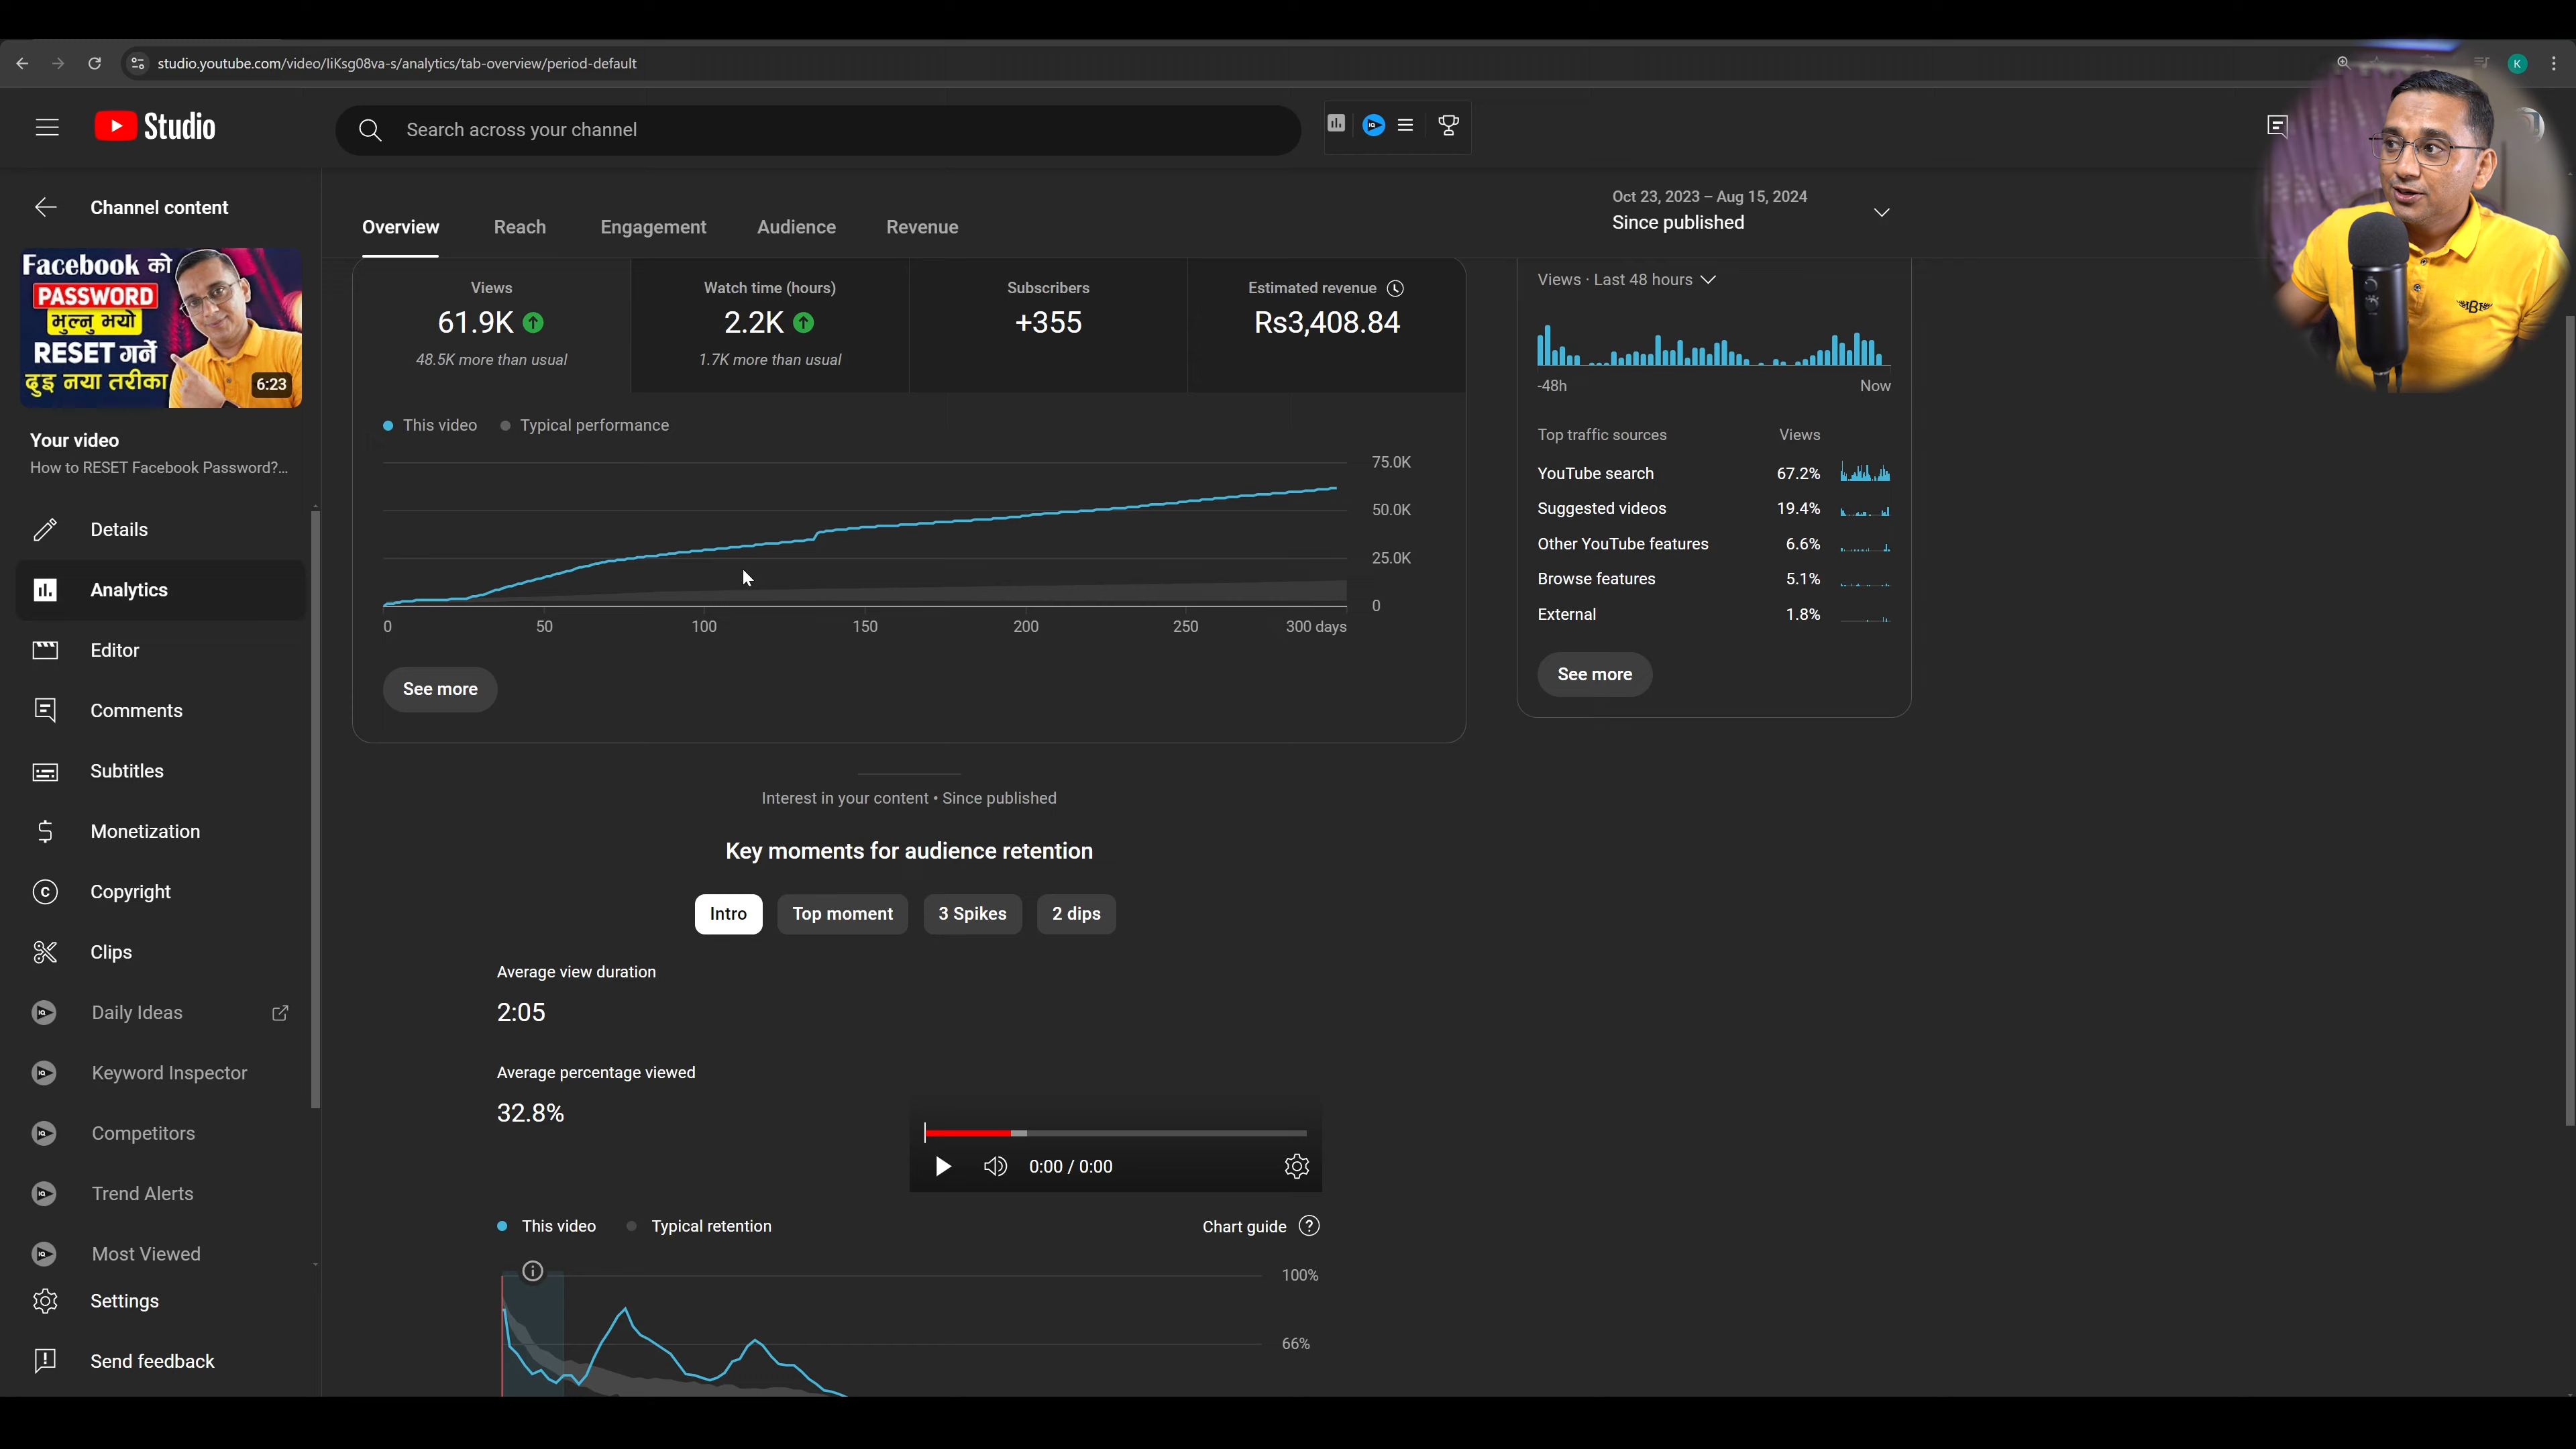 studio.youtube.com/video/liKsg08va-s/analytics/tab-overview/period-default
K
Studio
Search across your channel
Channel content
Facebook को
PASSWORD
भुल्नु भयो
RESET गर्ने
दुइ नया तरीका
6:23
Your video
How to RESET Facebook Password?...
Details
Analytics
Editor
Comments
Subtitles
Monetization
Copyright
Clips
Daily Ideas
Keyword Inspector
Competitors
Trend Alerts
Most Viewed
Settings
Send feedback
Overview Reach Engagement Audience Revenue
Oct 23, 2023 – Aug 15, 2024
Since published
Views
61.9K
48.5K more than usual
Watch time (hours)
2.2K
1.7K more than usual
Subscribers
+355
Estimated revenue
Rs3,408.84
This video Typical performance
75.0K
50.0K
25.0K
0
0 50 100 150 200 250 300 days
See more
Views · Last 48 hours
-48h Now
Top traffic sources Views
YouTube search 67.2%
Suggested videos 19.4%
Other YouTube features 6.6%
Browse features 5.1%
External 1.8%
See more
Interest in your content • Since published
Key moments for audience retention
Intro Top moment 3 Spikes 2 dips
Average view duration
2:05
Average percentage viewed
32.8%
0:00 / 0:00
This video Typical retention
Chart guide
100%
66%